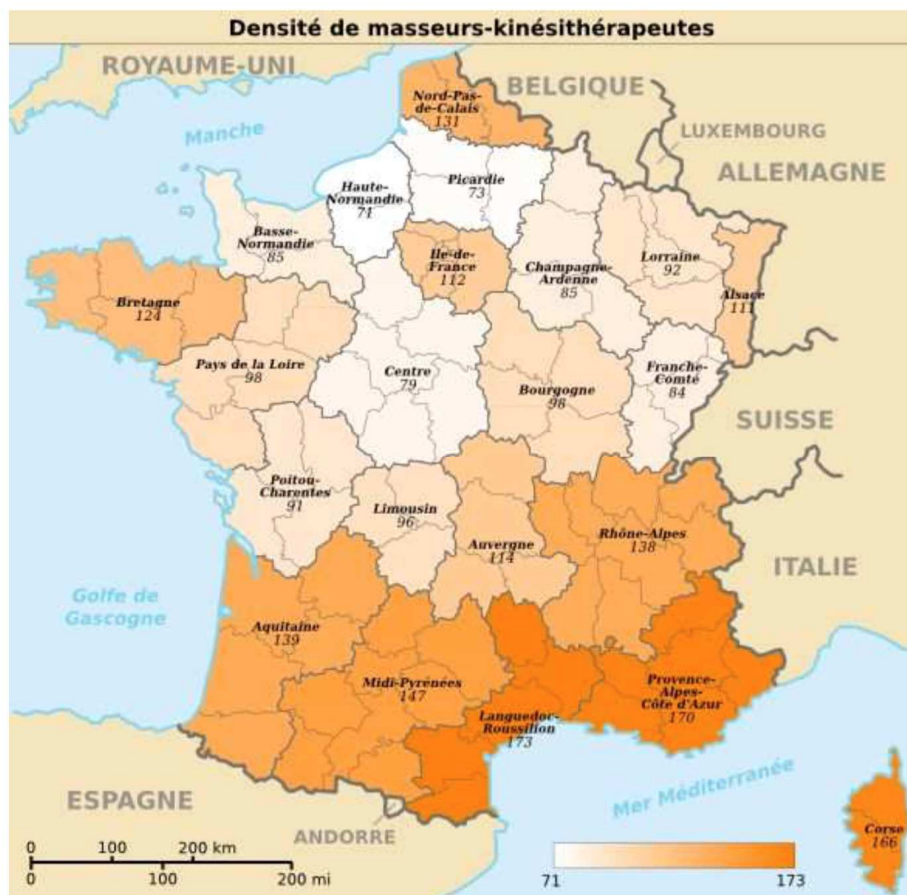 Densité de masseurs-kinésithérapeutes
ROYAUME-UNI
BELGIQUE
Nord-Pas-
de-Calais
131
LUXEMBOURG
Manche
ALLEMAGNE
Haute-
Normandie
71
Picardie
73
Basse-
Normandie
85
Ile-de-
France
112
Champagne-
Ardenne
85
Lorraine
92
Alsace
111
Bretagne
124
Pays de la Loire
98
Centre
79
Bourgogne
98
Franche-
Comté
84
SUISSE
Poitou-
Charentes
91
Limousin
96
Auvergne
114
Rhône-Alpes
138
ITALIE
Golfe de
Gascogne
Aquitaine
139
Midi-Pyrénées
147
Languedoc-
Roussillon
173
Provence-
Alpes-
Côte d'Azur
170
Mer Méditerranée
ESPAGNE
ANDORRE
Corse
166
0 100 200 km
0 100 200 mi
71 173